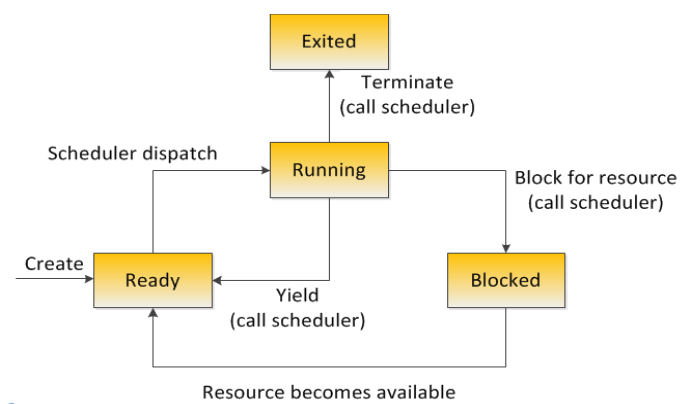 Exited
Terminate
(call scheduler)
Scheduler dispatch
Running
Block for resource
(call scheduler)
Create
Ready
Yield
(call scheduler)
Blocked
Resource becomes available